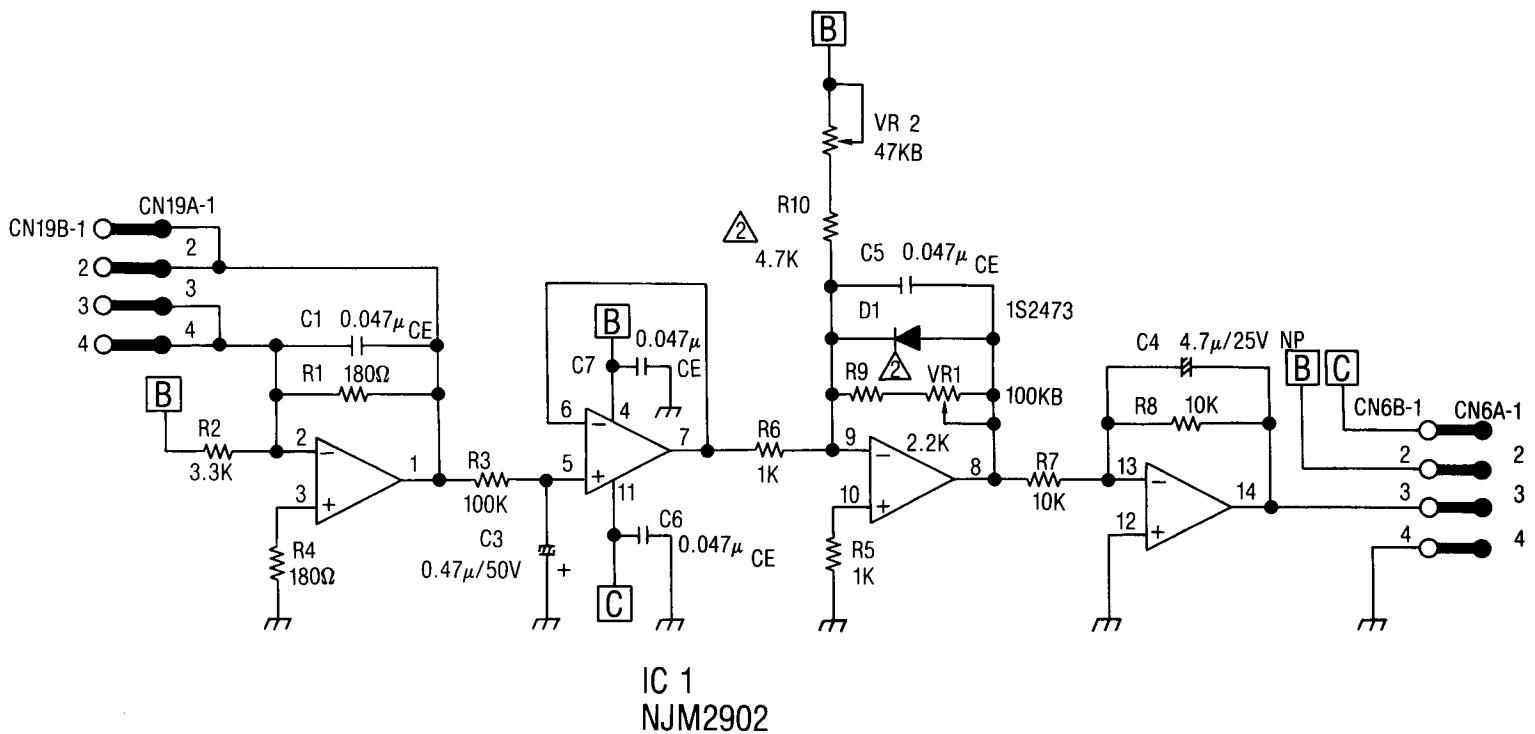 B
VR 2
47KB
R10
2
4.7K
C5 0.047μ CE
D1
1S2473
2
R9
VR1
100KB
2.2K
CN19B-1
CN19A-1
2
2
3
3
4
4
C1 0.047μ CE
R1 180Ω
B
R2
3.3K
2
−
3
+
1
R4
180Ω
R3
100K
C3
0.47μ/50V
+
B
C7
0.047μ
CE
6
−
4
5
+
7
11
C6
0.047μ CE
C
R6
1K
9
−
10
+
8
R5
1K
R7
10K
C4 4.7μ/25V NP
R8 10K
13
−
12
+
14
B
C
CN6B-1
CN6A-1
2
2
3
3
4
4
IC 1
NJM2902